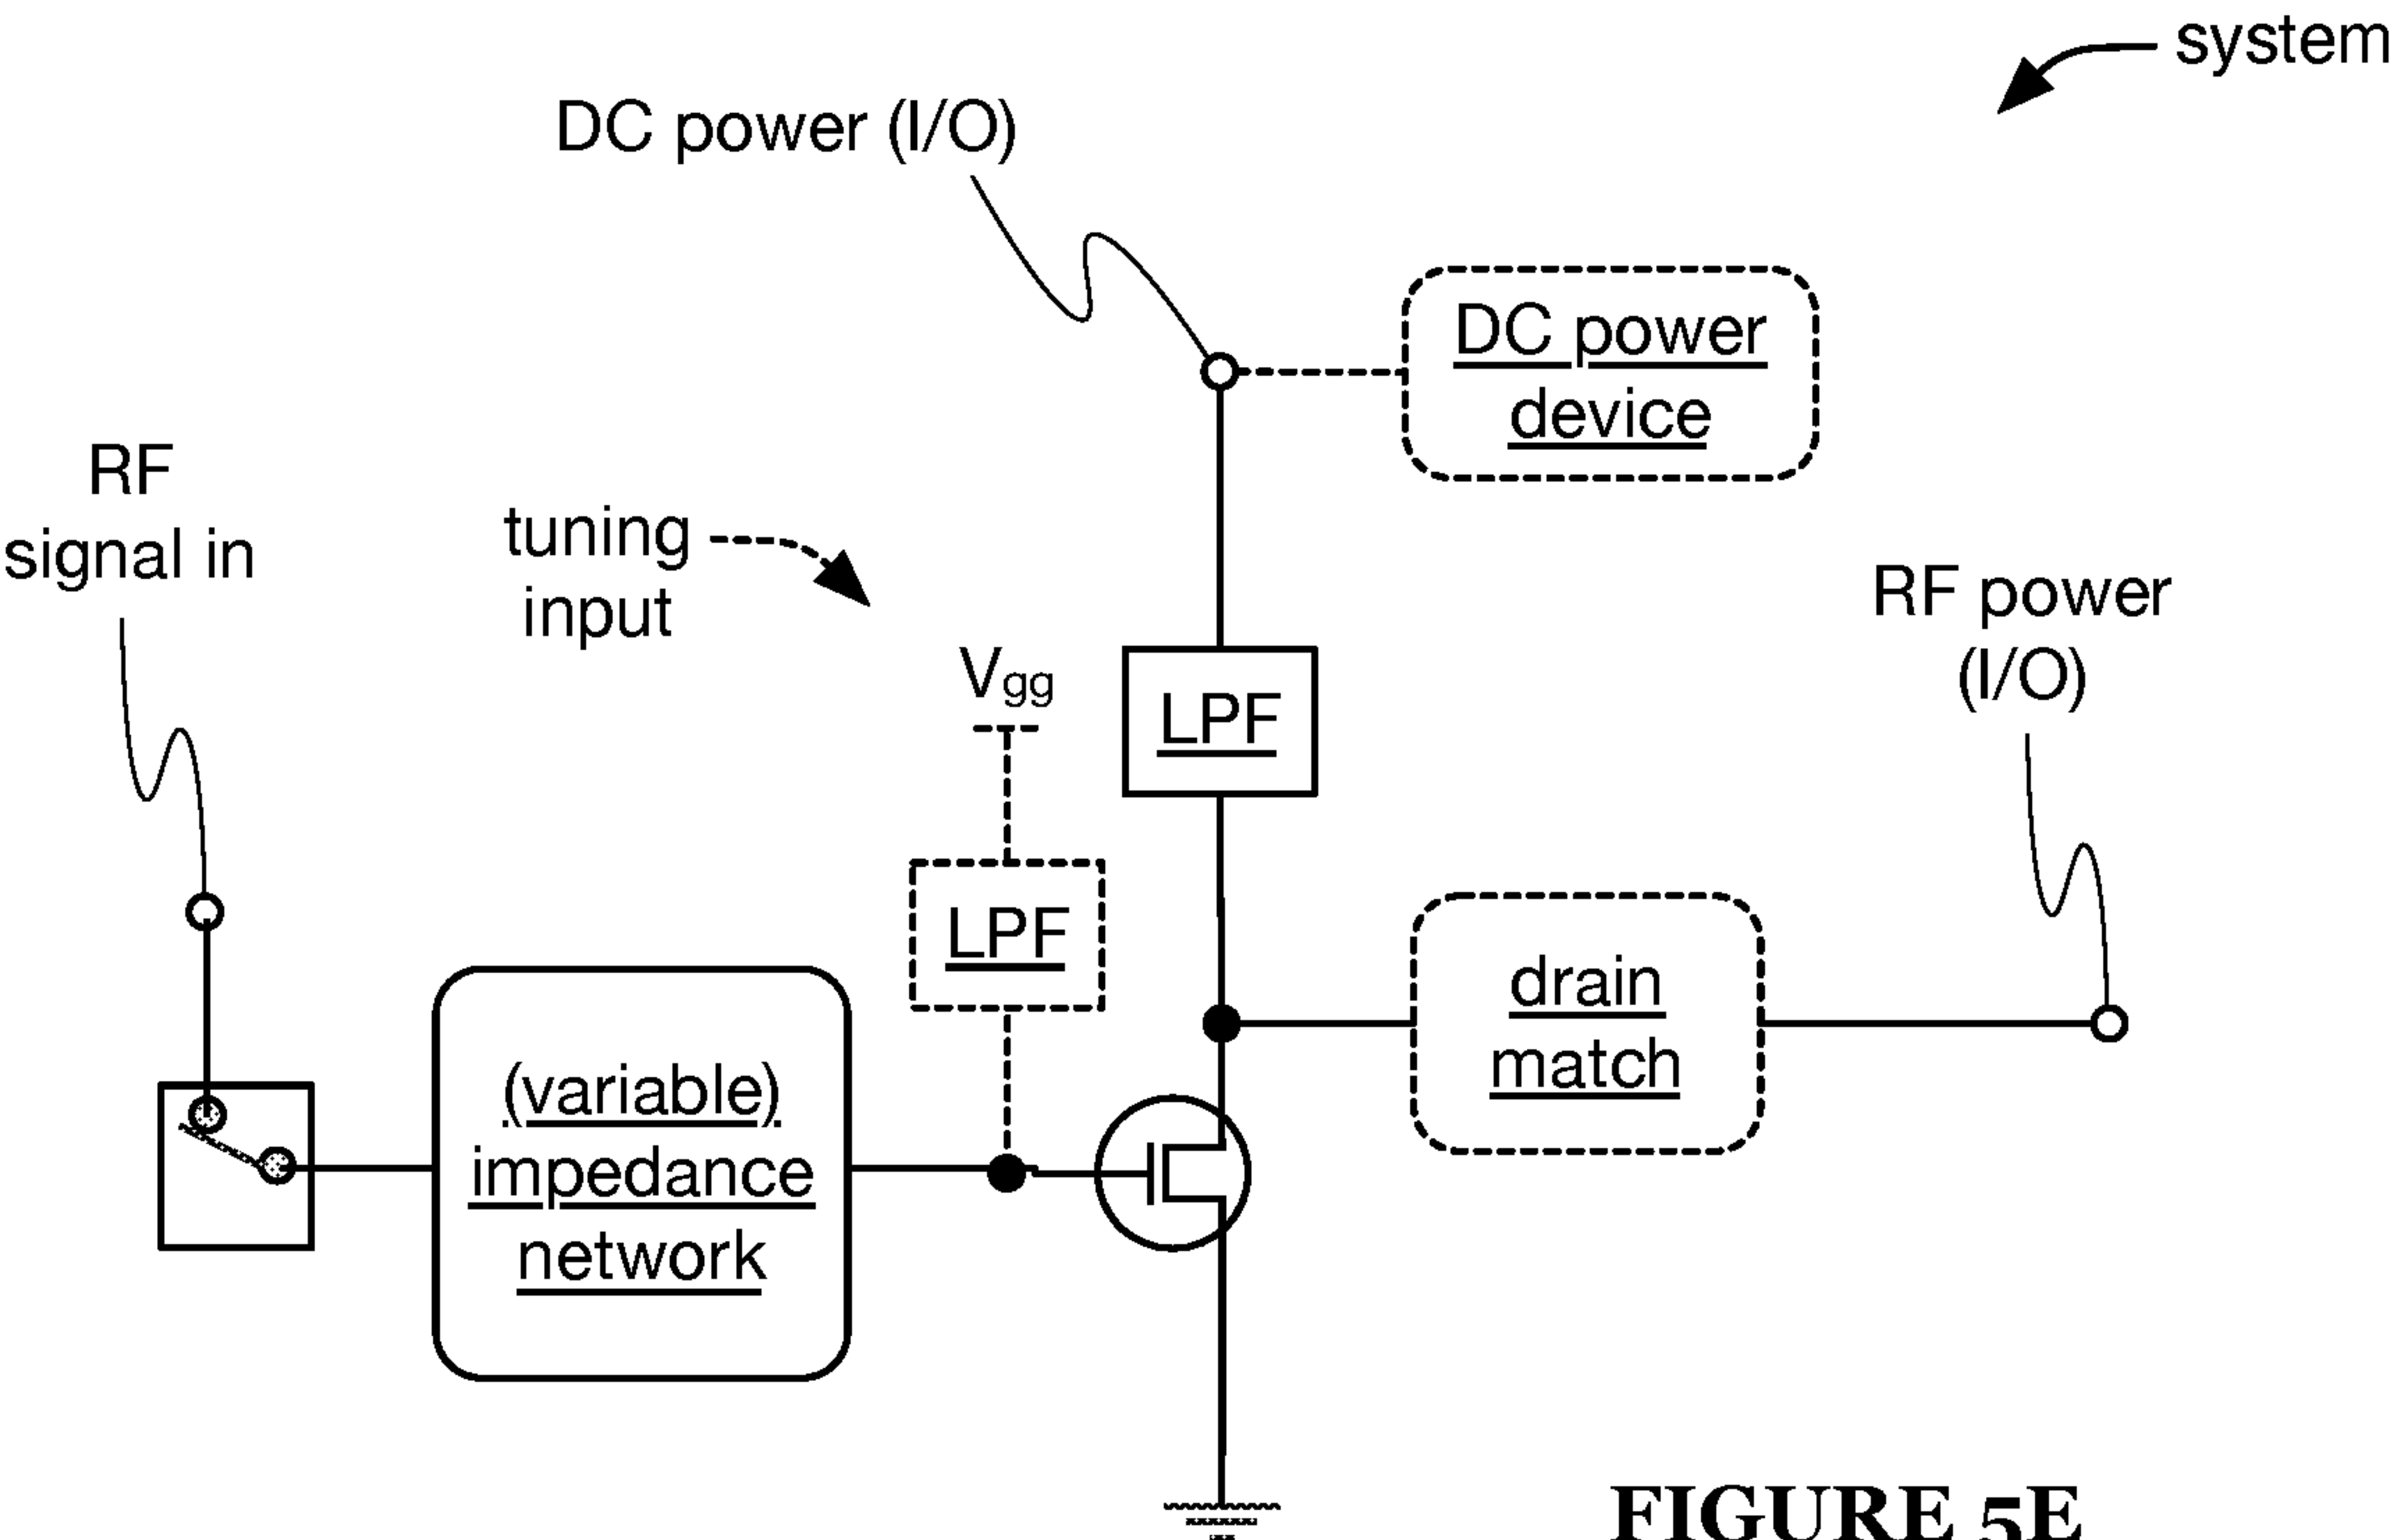 system
DC power (I/O)
DC power
device
RF
signal in
tuning
input
RF power
(I/O)
Vgg
LPF
LPF
drain
match
(variable)
impedance
network
FIGURE 5E